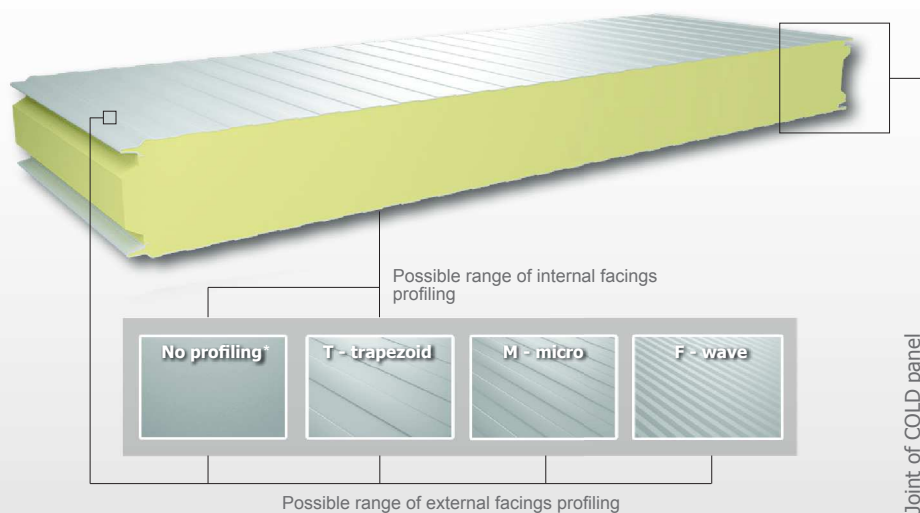 Possible range of internal facings
profiling
No profiling*
T - trapezoid
M - micro
F - wave
Possible range of external facings profiling
Joint of COLD panel